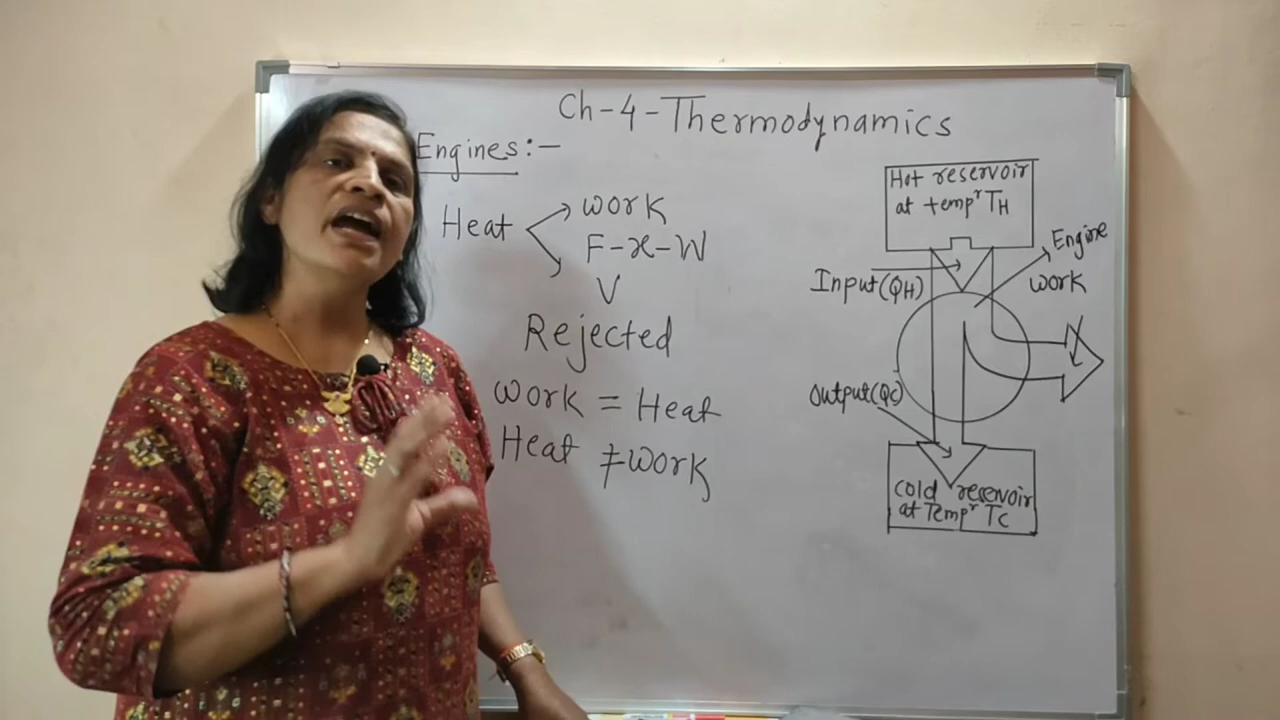 Ch-4-Thermodynamics
Engines:-
Heat
work
F-x-W
V
Rejected
work = Heat
Heat ≠ work
Hot reservoir
at tempʳ TH
Engine
Input(QH)
work
W
Output(QC)
cold reservoir
at Tempʳ TC